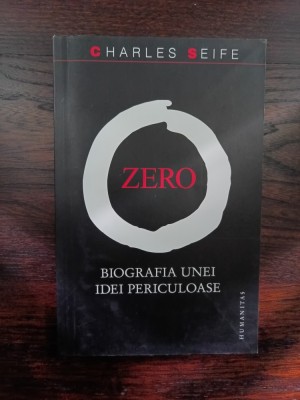 CHARLES SEIFE
ZERO
BIOGRAFIA UNEI
IDEI PERICULOASE
HUMANITAS